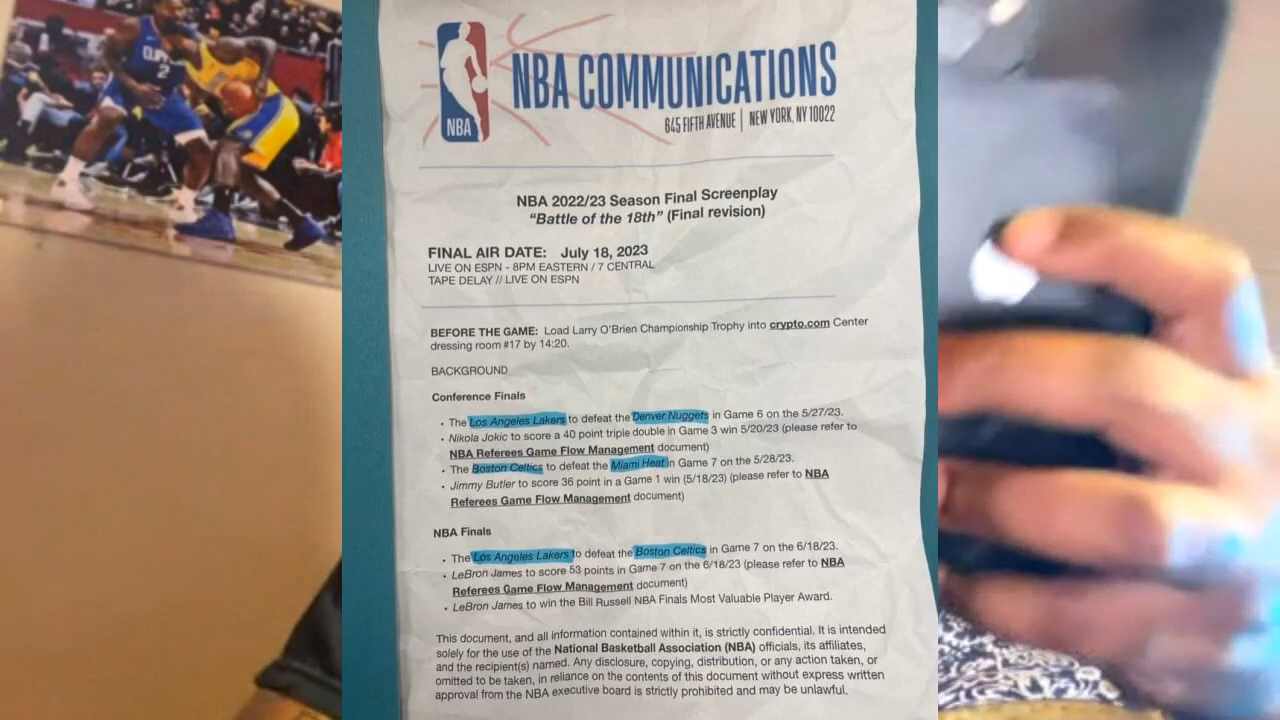 CLIPPERS
2
NBA
NBA COMMUNICATIONS
645 FIFTH AVENUE | NEW YORK, NY 10022
NBA 2022/23 Season Final Screenplay
“Battle of the 18th” (Final revision)
FINAL AIR DATE: July 18, 2023
LIVE ON ESPN - 8PM EASTERN / 7 CENTRAL
TAPE DELAY // LIVE ON ESPN
BEFORE THE GAME: Load Larry O’Brien Championship Trophy into crypto.com Center
dressing room #17 by 14:20.
BACKGROUND
Conference Finals
• The Los Angeles Lakers to defeat the Denver Nuggets in Game 6 on the 5/27/23.
• Nikola Jokic to score a 40 point triple double in Game 3 win 5/20/23 (please refer to
NBA Referees Game Flow Management document)
• The Boston Celtics to defeat the Miami Heat in Game 7 on the 5/28/23.
• Jimmy Butler to score 36 point in a Game 1 win (5/18/23) (please refer to NBA
Referees Game Flow Management document)
NBA Finals
• The Los Angeles Lakers to defeat the Boston Celtics in Game 7 on the 6/18/23.
• LeBron James to score 53 points in Game 7 on the 6/18/23 (please refer to NBA
Referees Game Flow Management document)
• LeBron James to win the Bill Russell NBA Finals Most Valuable Player Award.
This document, and all information contained within it, is strictly confidential. It is intended
solely for the use of the National Basketball Association (NBA) officials, its affiliates,
and the recipient(s) named. Any disclosure, copying, distribution, or any action taken, or
omitted to be taken, in reliance on the contents of this document without express written
approval from the NBA executive board is strictly prohibited and may be unlawful.